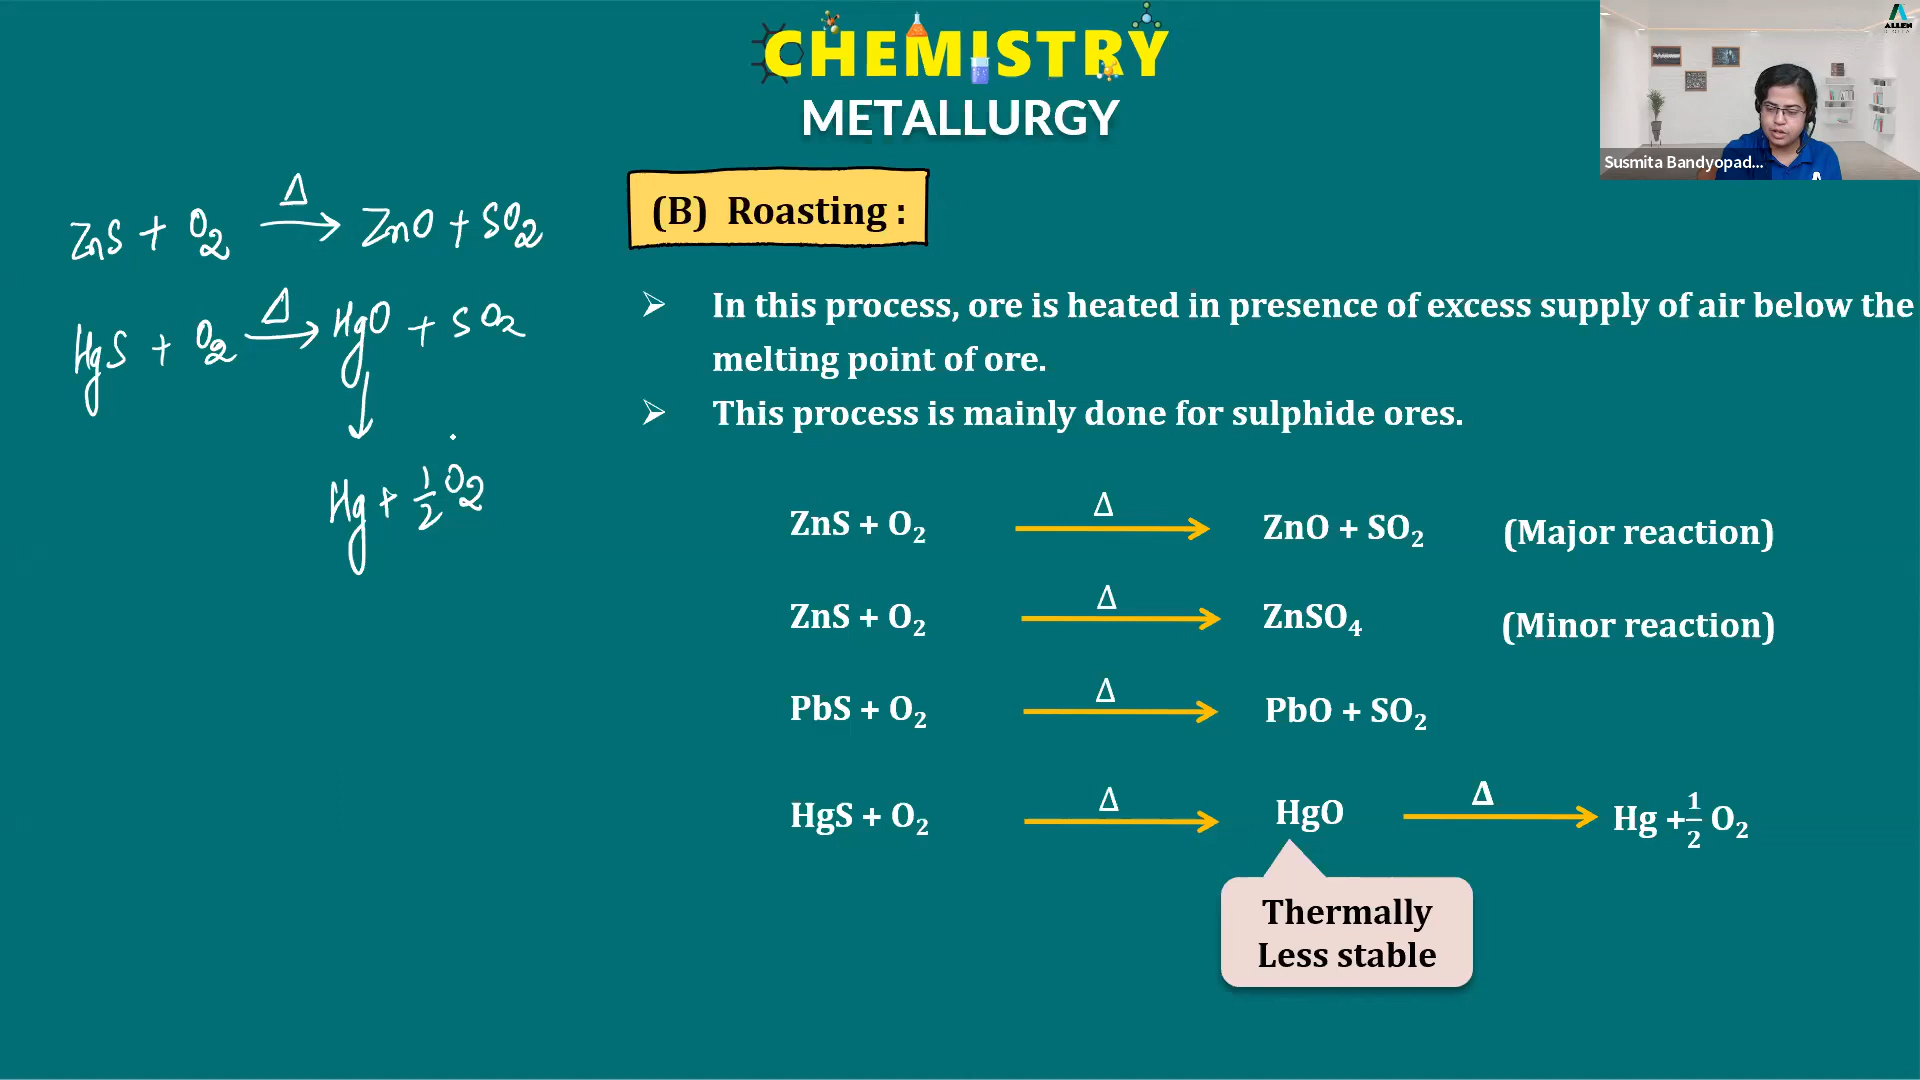 CHEMISTRY
METALLURGY
ALLEN
Susmita Bandyopad...
(B) Roasting :
➢ In this process, ore is heated in presence of excess supply of air below the
melting point of ore.
➢ This process is mainly done for sulphide ores.
ZnS + O₂ Δ→ ZnO + SO₂
HgS + O₂ Δ→ HgO + SO₂
↓
Hg + 1/2 O₂
ZnS + O₂ Δ→ ZnO + SO₂ (Major reaction)
ZnS + O₂ Δ→ ZnSO₄ (Minor reaction)
PbS + O₂ Δ→ PbO + SO₂
HgS + O₂ Δ→ HgO Δ→ Hg + 1/2 O₂
Thermally
Less stable